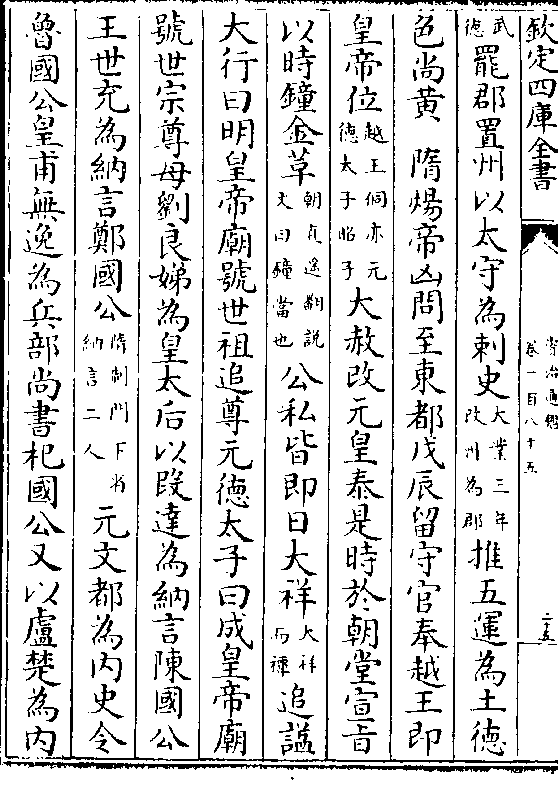 欽定四庫全書
資治通鑑
卷一百八十五
二十五
武德罷郡置州以太守為刺史大業三年改州為郡推五運為土德
色尚黃　隋煬帝凶問至東都戊辰留守官奉越王即
皇帝位越王侗亦元德太子昭子大赦改元皇泰是時於朝堂宣旨
以時鐘金革朝直遙翻說文曰鐘當也公私皆即日大祥大祥而禫追諡
大行曰明皇帝廟號世祖追尊元德太子曰成皇帝廟
號世宗尊母劉良娣為皇太后以段達為納言陳國公
王世充為納言鄭國公隋制門下省納言二人元文都為內史令
魯國公皇甫無逸為兵部尚書杞國公又以盧楚為內